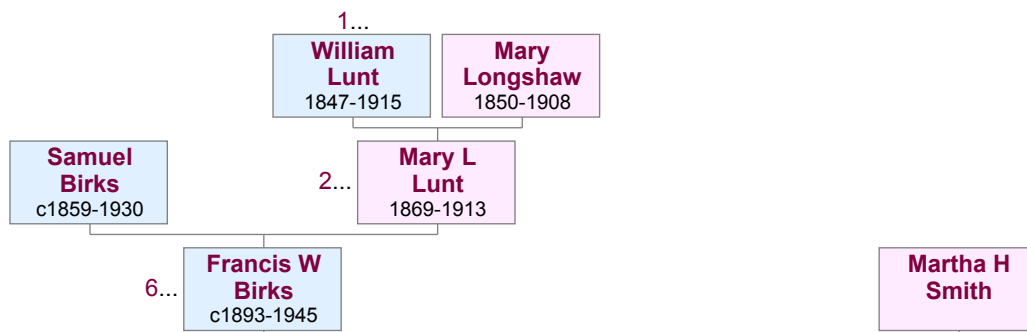 1...
William
Lunt
1847-1915
Mary
Longshaw
1850-1908
Samuel
Birks
c1859-1930
2...
Mary L
Lunt
1869-1913
6...
Francis W
Birks
c1893-1945
Martha H
Smith